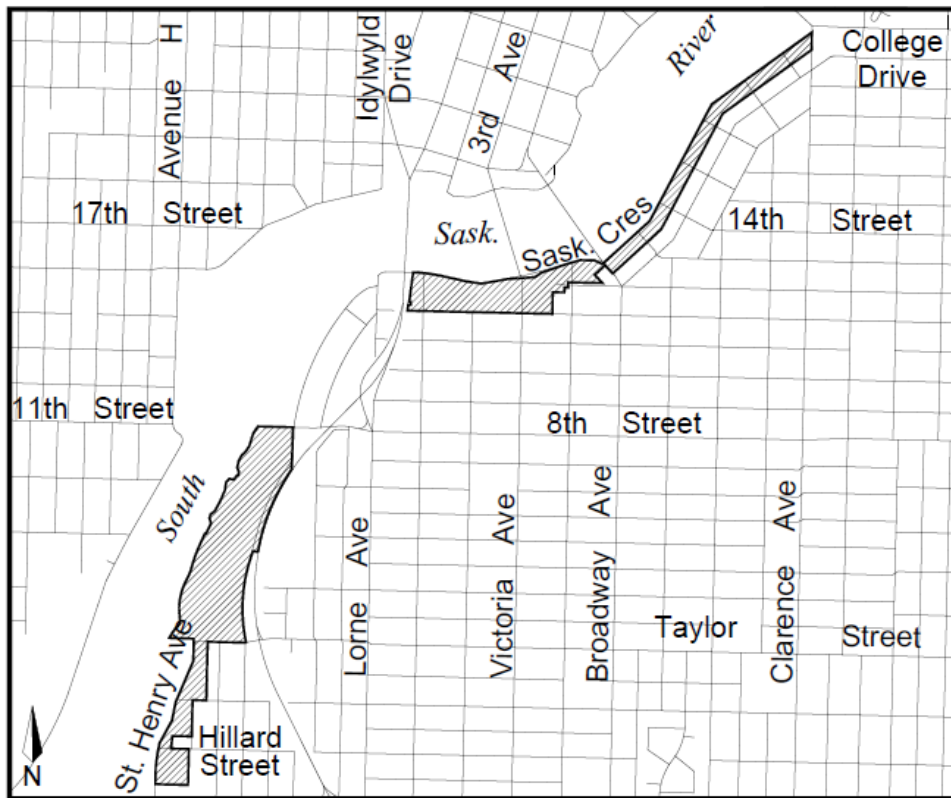 Avenue H
Idylwyld
Drive
3rd Ave
River
College
Drive
17th Street
Sask.
Sask. Cres
14th Street
11th Street
8th Street
South
Lorne Ave
Victoria Ave
Broadway Ave
Clarence Ave
Taylor Street
St. Henry Ave
Hillard
Street
N